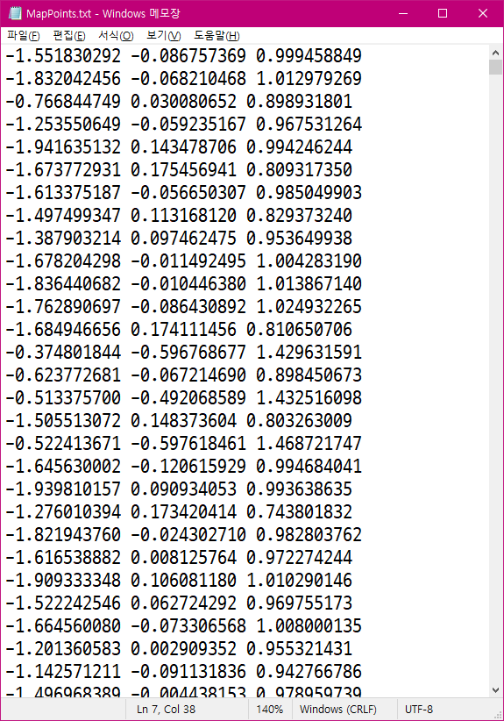 MapPoints.txt - Windows 메모장
파일(F) 편집(E) 서식(O) 보기(V) 도움말(H)
-1.551830292 -0.086757369 0.999458849
-1.832042456 -0.068210468 1.012979269
-0.766844749 0.030080652 0.898931801
-1.253550649 -0.059235167 0.967531264
-1.941635132 0.143478706 0.994246244
-1.673772931 0.175456941 0.809317350
-1.613375187 -0.056650307 0.985049903
-1.497499347 0.113168120 0.829373240
-1.387903214 0.097462475 0.953649938
-1.678204298 -0.011492495 1.004283190
-1.836440682 -0.010446380 1.013867140
-1.762890697 -0.086430892 1.024932265
-1.684946656 0.174111456 0.810650706
-0.374801844 -0.596768677 1.429631591
-0.623772681 -0.067214690 0.898450673
-0.513375700 -0.492068589 1.432516098
-1.505513072 0.148373604 0.803263009
-0.522413671 -0.597618461 1.468721747
-1.645630002 -0.120615929 0.994684041
-1.939810157 0.090934053 0.993638635
-1.276010394 0.173420414 0.743801832
-1.821943760 -0.024302710 0.982803762
-1.616538882 0.008125764 0.972274244
-1.909333348 0.106081180 1.010290146
-1.522242546 0.062724292 0.969755173
-1.664560080 -0.073306568 1.008000135
-1.201360583 0.002909352 0.955321431
-1.142571211 -0.091131836 0.942766786
-1.496968389 -0.004438153 0.978959739
Ln 7, Col 38 140% Windows (CRLF) UTF-8